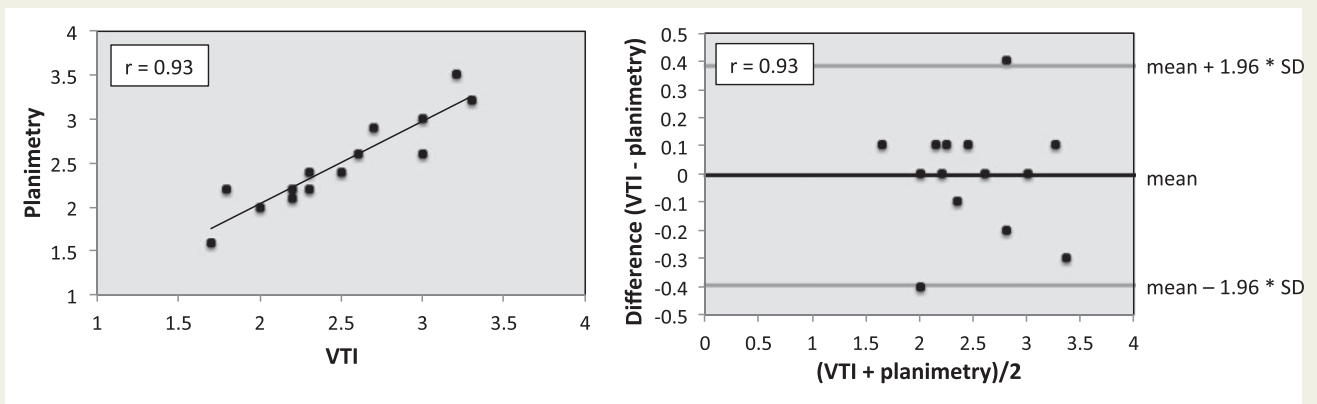 4
3.5
3
2.5
2
1.5
1
Planimetry
r = 0.93
1 1.5 2 2.5 3 3.5 4
VTI
0.5
0.4
0.3
0.2
0.1
0
-0.1
-0.2
-0.3
-0.4
-0.5
Difference (VTI - planimetry)
r = 0.93
mean + 1.96 * SD
mean
mean – 1.96 * SD
0 0.5 1 1.5 2 2.5 3 3.5 4
(VTI + planimetry)/2